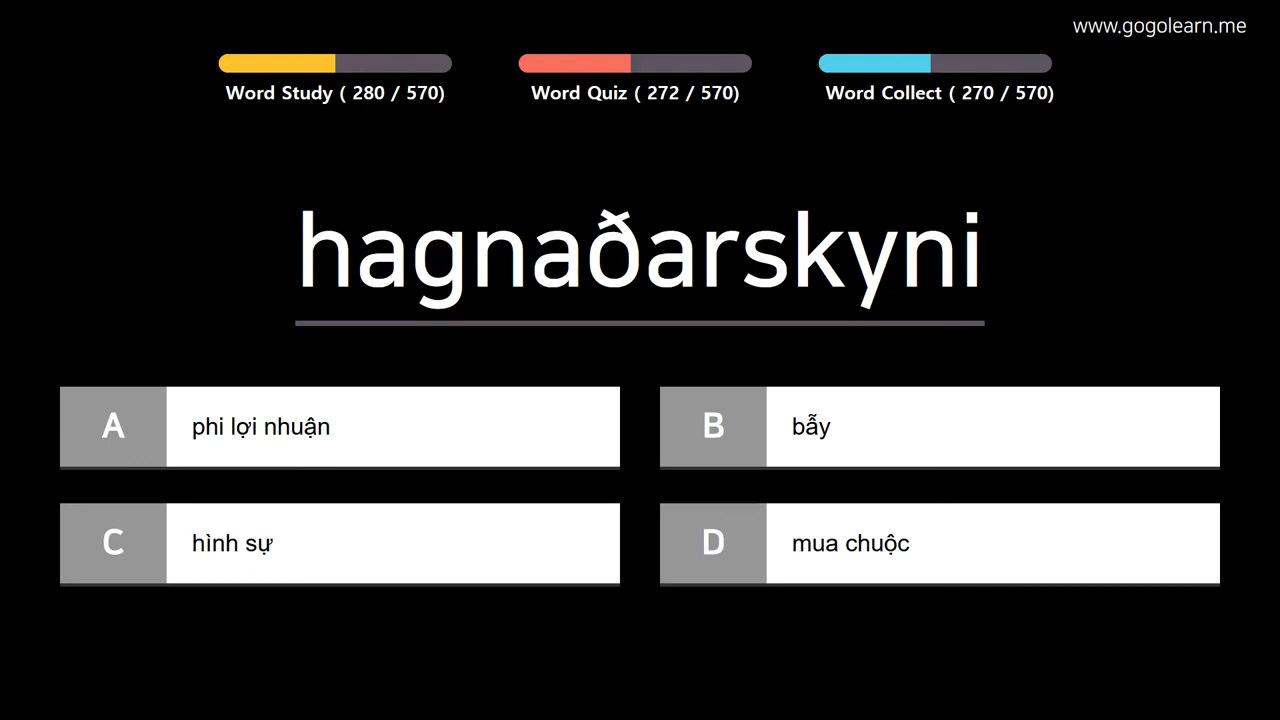 www.gogolearn.me
Word Study ( 280 / 570)
Word Quiz ( 272 / 570)
Word Collect ( 270 / 570)
hagnaðarskyni
A phi lợi nhuận
B bẫy
C hình sự
D mua chuộc